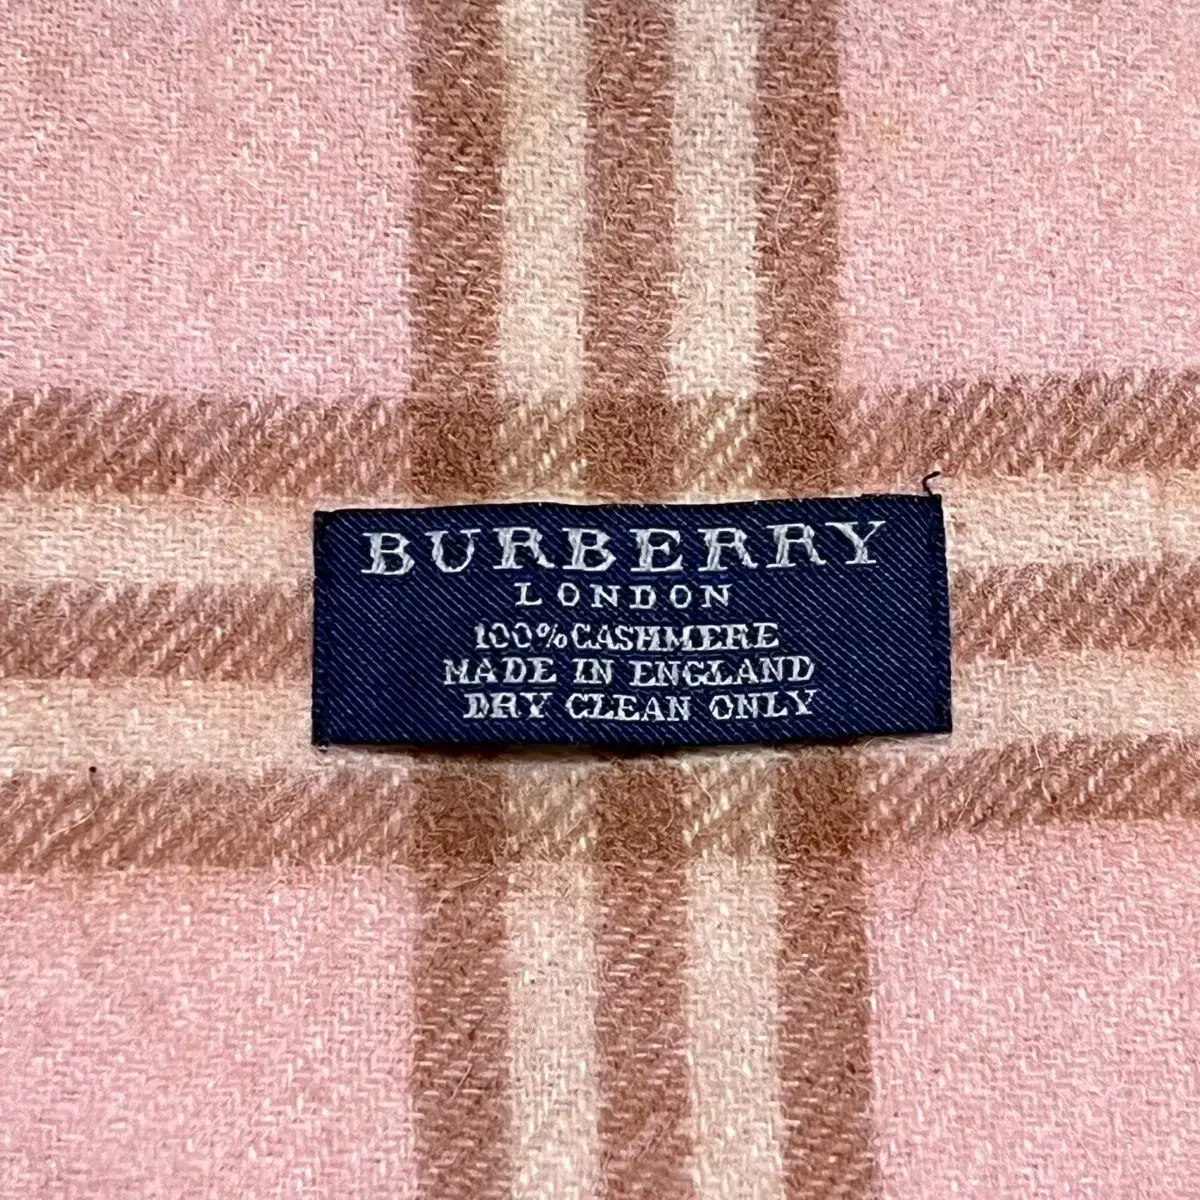 BURBERRY
LONDON
100% CASHMERE
MADE IN ENGLAND
DRY CLEAN ONLY